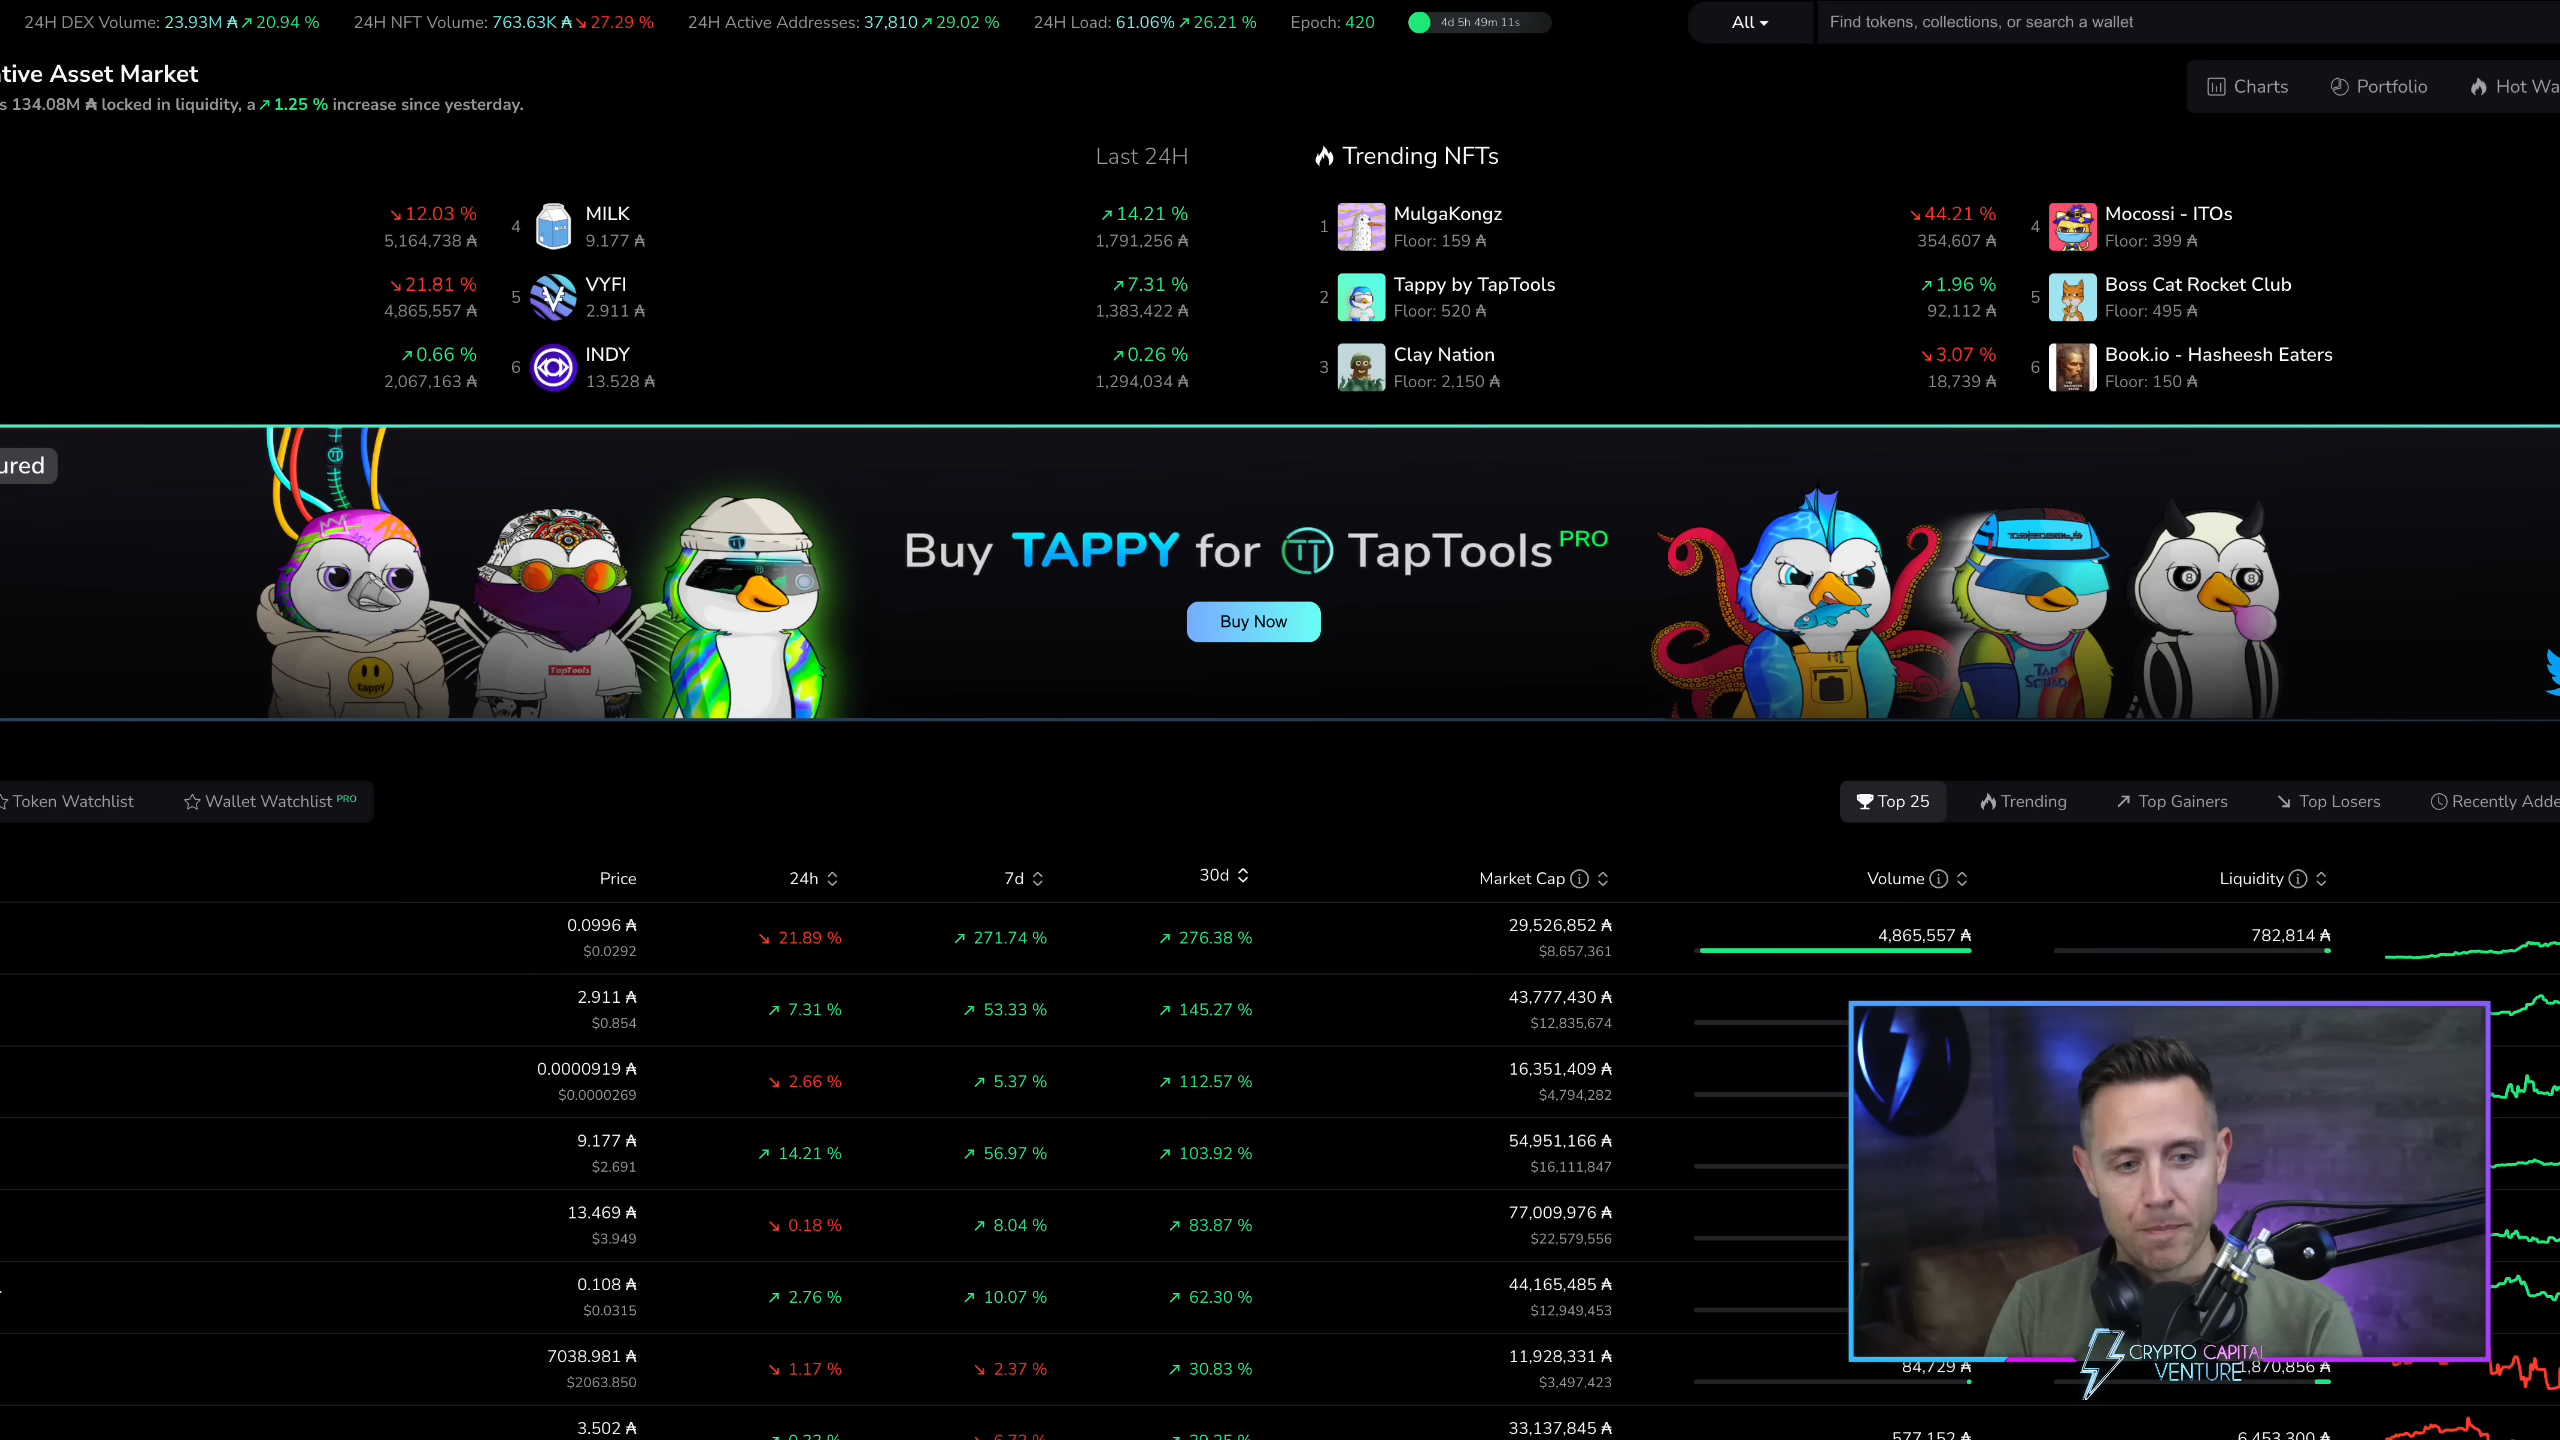 24H DEX Volume: 23.93M ₳ ↗ 20.94 % 24H NFT Volume: 763.63K ₳ ↘ 27.29 % 24H Active Addresses: 37,810 ↗ 29.02 % 24H Load: 61.06% ↗ 26.21 % Epoch: 420 4d 5h 49m 11s All Find tokens, collections, or search a wallet
tive Asset Market
s 134.08M ₳ locked in liquidity, a ↗ 1.25 % increase since yesterday.
Charts Portfolio Hot Wa
Last 24H Trending NFTs
↘ 12.03 % 4 MILK ↗ 14.21 % 1 MulgaKongz ↘ 44.21 % 4 Mocossi - ITOs
5,164,738 ₳ 9.177 ₳ 1,791,256 ₳ Floor: 159 ₳ 354,607 ₳ Floor: 399 ₳
↘ 21.81 % 5 VYFI ↗ 7.31 % 2 Tappy by TapTools ↗ 1.96 % 5 Boss Cat Rocket Club
4,865,557 ₳ 2.911 ₳ 1,383,422 ₳ Floor: 520 ₳ 92,112 ₳ Floor: 495 ₳
↗ 0.66 % 6 INDY ↗ 0.26 % 3 Clay Nation ↘ 3.07 % 6 Book.io - Hasheesh Eaters
2,067,163 ₳ 13.528 ₳ 1,294,034 ₳ Floor: 2,150 ₳ 18,739 ₳ Floor: 150 ₳
ured
Buy TAPPY for TapTools PRO
Buy Now
tappy
TapTools
TAP SQUAD
Token Watchlist Wallet Watchlist PRO Top 25 Trending Top Gainers Top Losers Recently Adde
Price 24h 7d 30d Market Cap Volume Liquidity
0.0996 ₳ ↘ 21.89 % ↗ 271.74 % ↗ 276.38 % 29,526,852 ₳ 4,865,557 ₳ 782,814 ₳
$0.0292 $8,657,361
2.911 ₳ ↗ 7.31 % ↗ 53.33 % ↗ 145.27 % 43,777,430 ₳
$0.854 $12,835,674
0.0000919 ₳ ↘ 2.66 % ↗ 5.37 % ↗ 112.57 % 16,351,409 ₳
$0.0000269 $4,794,282
9.177 ₳ ↗ 14.21 % ↗ 56.97 % ↗ 103.92 % 54,951,166 ₳
$2.691 $16,111,847
13.469 ₳ ↘ 0.18 % ↗ 8.04 % ↗ 83.87 % 77,009,976 ₳
$3.949 $22,579,556
0.108 ₳ ↗ 2.76 % ↗ 10.07 % ↗ 62.30 % 44,165,485 ₳
$0.0315 $12,949,453
7038.981 ₳ ↘ 1.17 % ↘ 2.37 % ↗ 30.83 % 11,928,331 ₳ 84,729 ₳ 1,870,856 ₳
$2063.850 $3,497,423
CRYPTO CAPITAL
VENTURE
3.502 ₳ 33,137,845 ₳ 577,152 ₳ 6,453,300 ₳